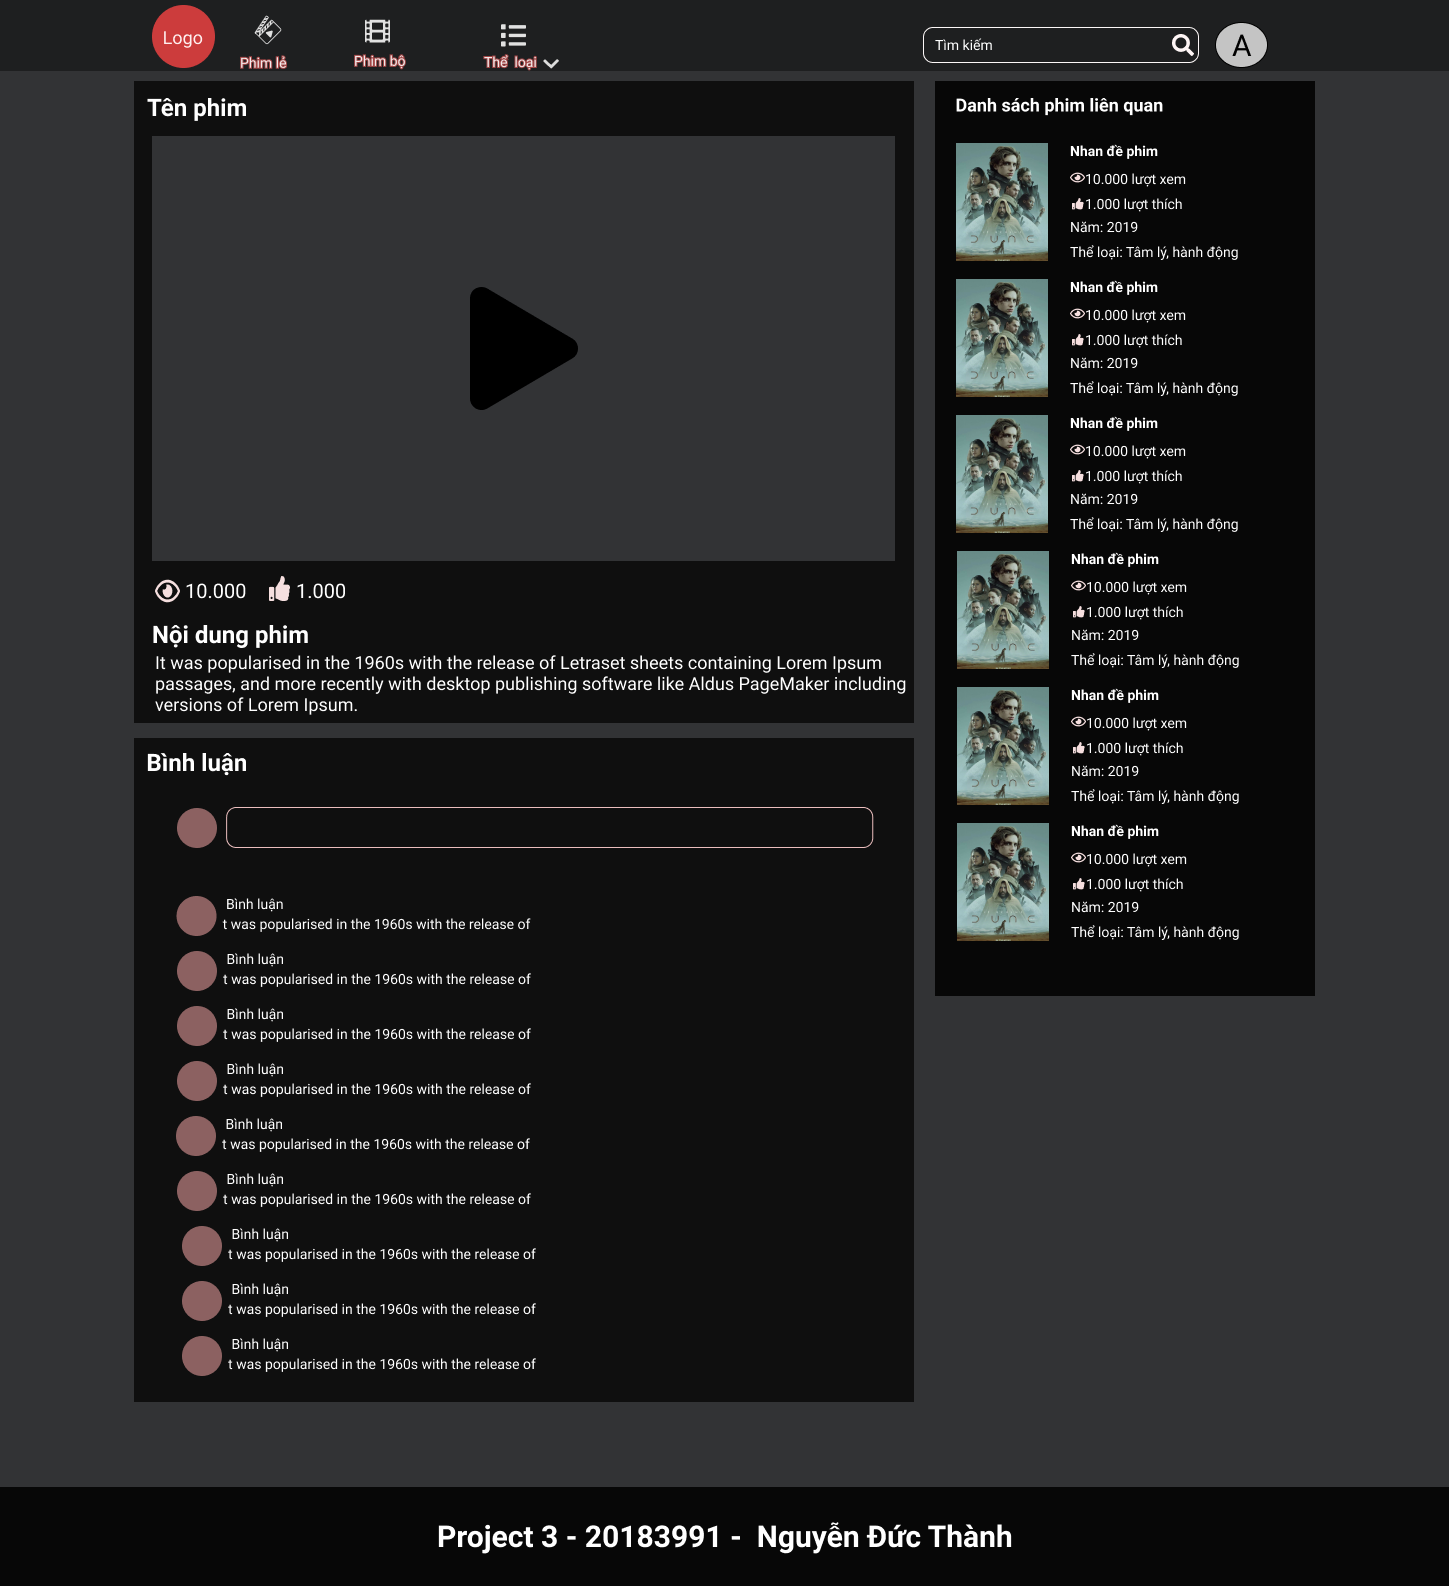 Logo
Phim lẻ
Phim bộ
Thể loại
Tìm kiếm
A
Tên phim
10.000
1.000
Nội dung phim
It was popularised in the 1960s with the release of Letraset sheets containing Lorem Ipsum
passages, and more recently with desktop publishing software like Aldus PageMaker including
versions of Lorem Ipsum.
Bình luận
Bình luận
t was popularised in the 1960s with the release of
Bình luận
t was popularised in the 1960s with the release of
Bình luận
t was popularised in the 1960s with the release of
Bình luận
t was popularised in the 1960s with the release of
Bình luận
t was popularised in the 1960s with the release of
Bình luận
t was popularised in the 1960s with the release of
Bình luận
t was popularised in the 1960s with the release of
Bình luận
t was popularised in the 1960s with the release of
Bình luận
t was popularised in the 1960s with the release of
Danh sách phim liên quan
DUNE
Nhan đề phim
10.000 lượt xem
1.000 lượt thích
Năm: 2019
Thể loại: Tâm lý, hành động
DUNE
Nhan đề phim
10.000 lượt xem
1.000 lượt thích
Năm: 2019
Thể loại: Tâm lý, hành động
DUNE
Nhan đề phim
10.000 lượt xem
1.000 lượt thích
Năm: 2019
Thể loại: Tâm lý, hành động
DUNE
Nhan đề phim
10.000 lượt xem
1.000 lượt thích
Năm: 2019
Thể loại: Tâm lý, hành động
DUNE
Nhan đề phim
10.000 lượt xem
1.000 lượt thích
Năm: 2019
Thể loại: Tâm lý, hành động
DUNE
Nhan đề phim
10.000 lượt xem
1.000 lượt thích
Năm: 2019
Thể loại: Tâm lý, hành động
Project 3 - 20183991 - Nguyễn Đức Thành